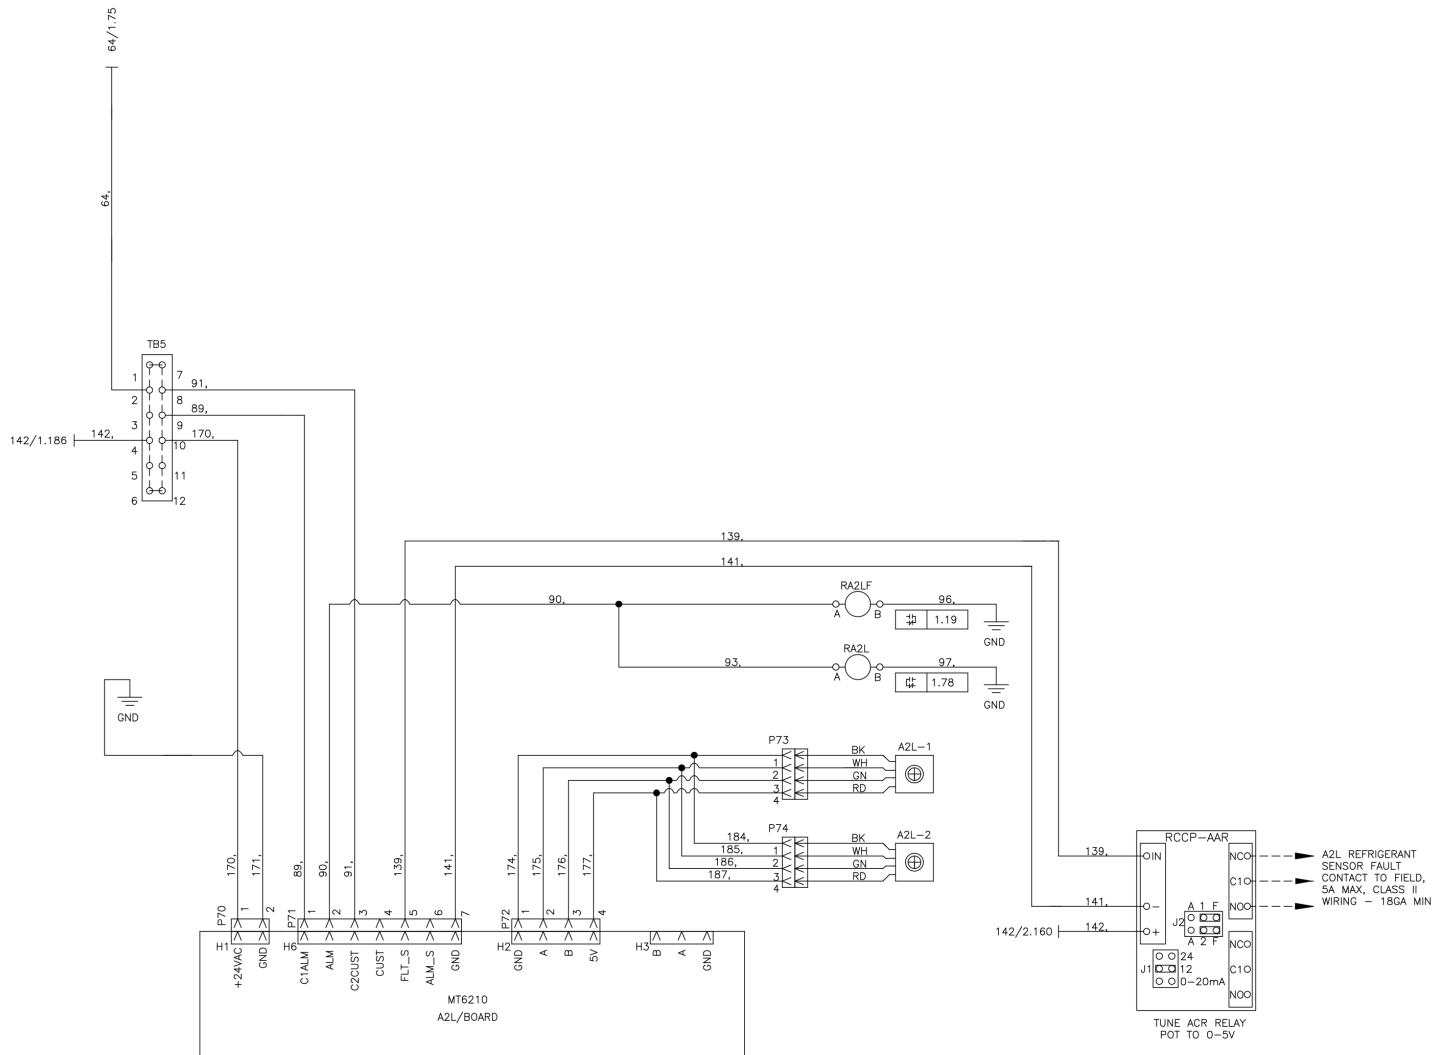 64/1.75
64,
TB5
1
7
91,
2
8
89,
3
9
142/1.186
142,
170,
4
10
5
11
6
12
139,
141,
90,
RA2LF
A
B
96,
1.19
GND
93,
RA2L
A
B
97,
1.78
GND
GND
P73
1
2
3
4
BK
WH
GN
RD
A2L-1
P74
184,
185,
186,
187,
1
2
3
4
BK
WH
GN
RD
A2L-2
170,
171,
89,
90,
91,
139,
141,
174,
175,
176,
177,
P70
1
2
P71
1
2
3
4
5
6
7
P72
1
2
3
4
H1
+24VAC
GND
H6
C1ALM
ALM
C2CUST
CUST
FLT_S
ALM_S
GND
H2
GND
A
B
5V
H3
B
A
GND
MT6210
A2L/BOARD
RCCP-AAR
139,
IN
141,
-
142/2.160
142,
+
NC
C1
NO
J2
A 1 F
A 2 F
NC
C1
NO
J1
24
12
0-20mA
TUNE ACR RELAY
POT TO 0-5V
A2L REFRIGERANT
SENSOR FAULT
CONTACT TO FIELD,
5A MAX, CLASS II
WIRING - 18GA MIN